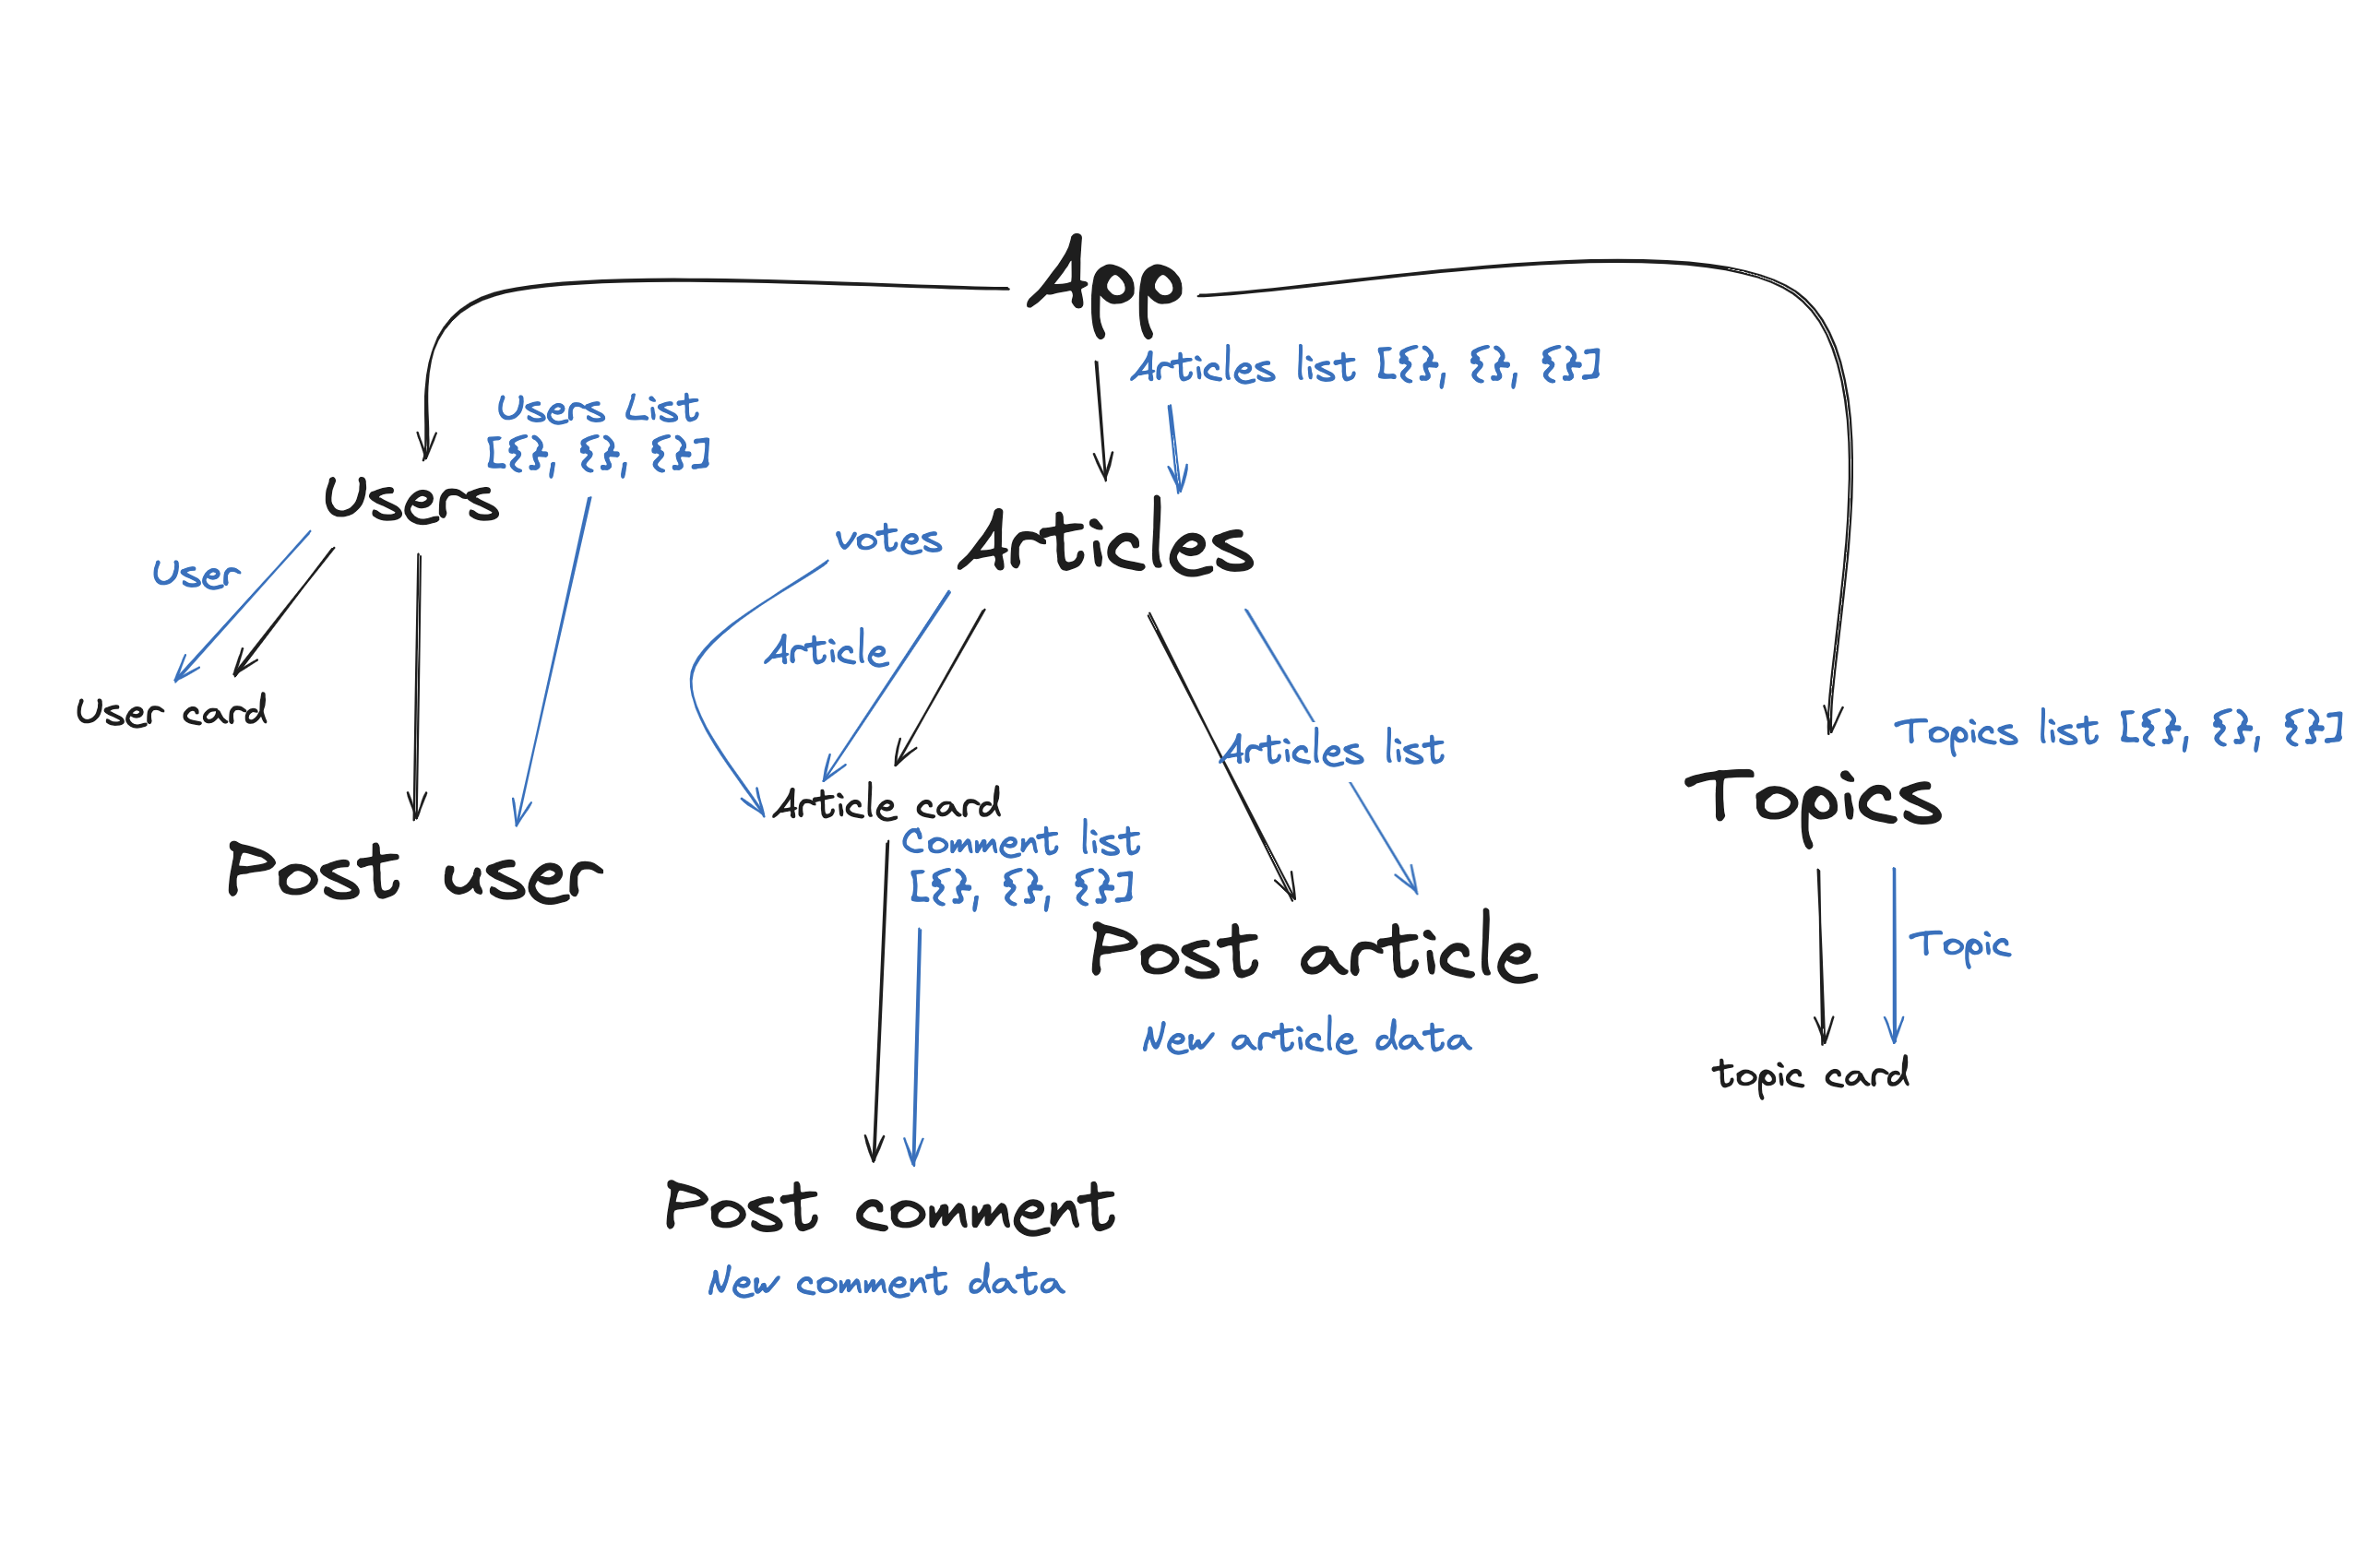 App
Articles list [{}, {}, {}]
Users List
[{}, {}, {}]
Users
votes
Articles
User
Article
User card
Articles list
Topics list [{}, {}, {}]
Topics
Article card
Comment list
[{}, {}, {}]
Post user
Post article
Topic
New article data
topic card
Post comment
New comment data